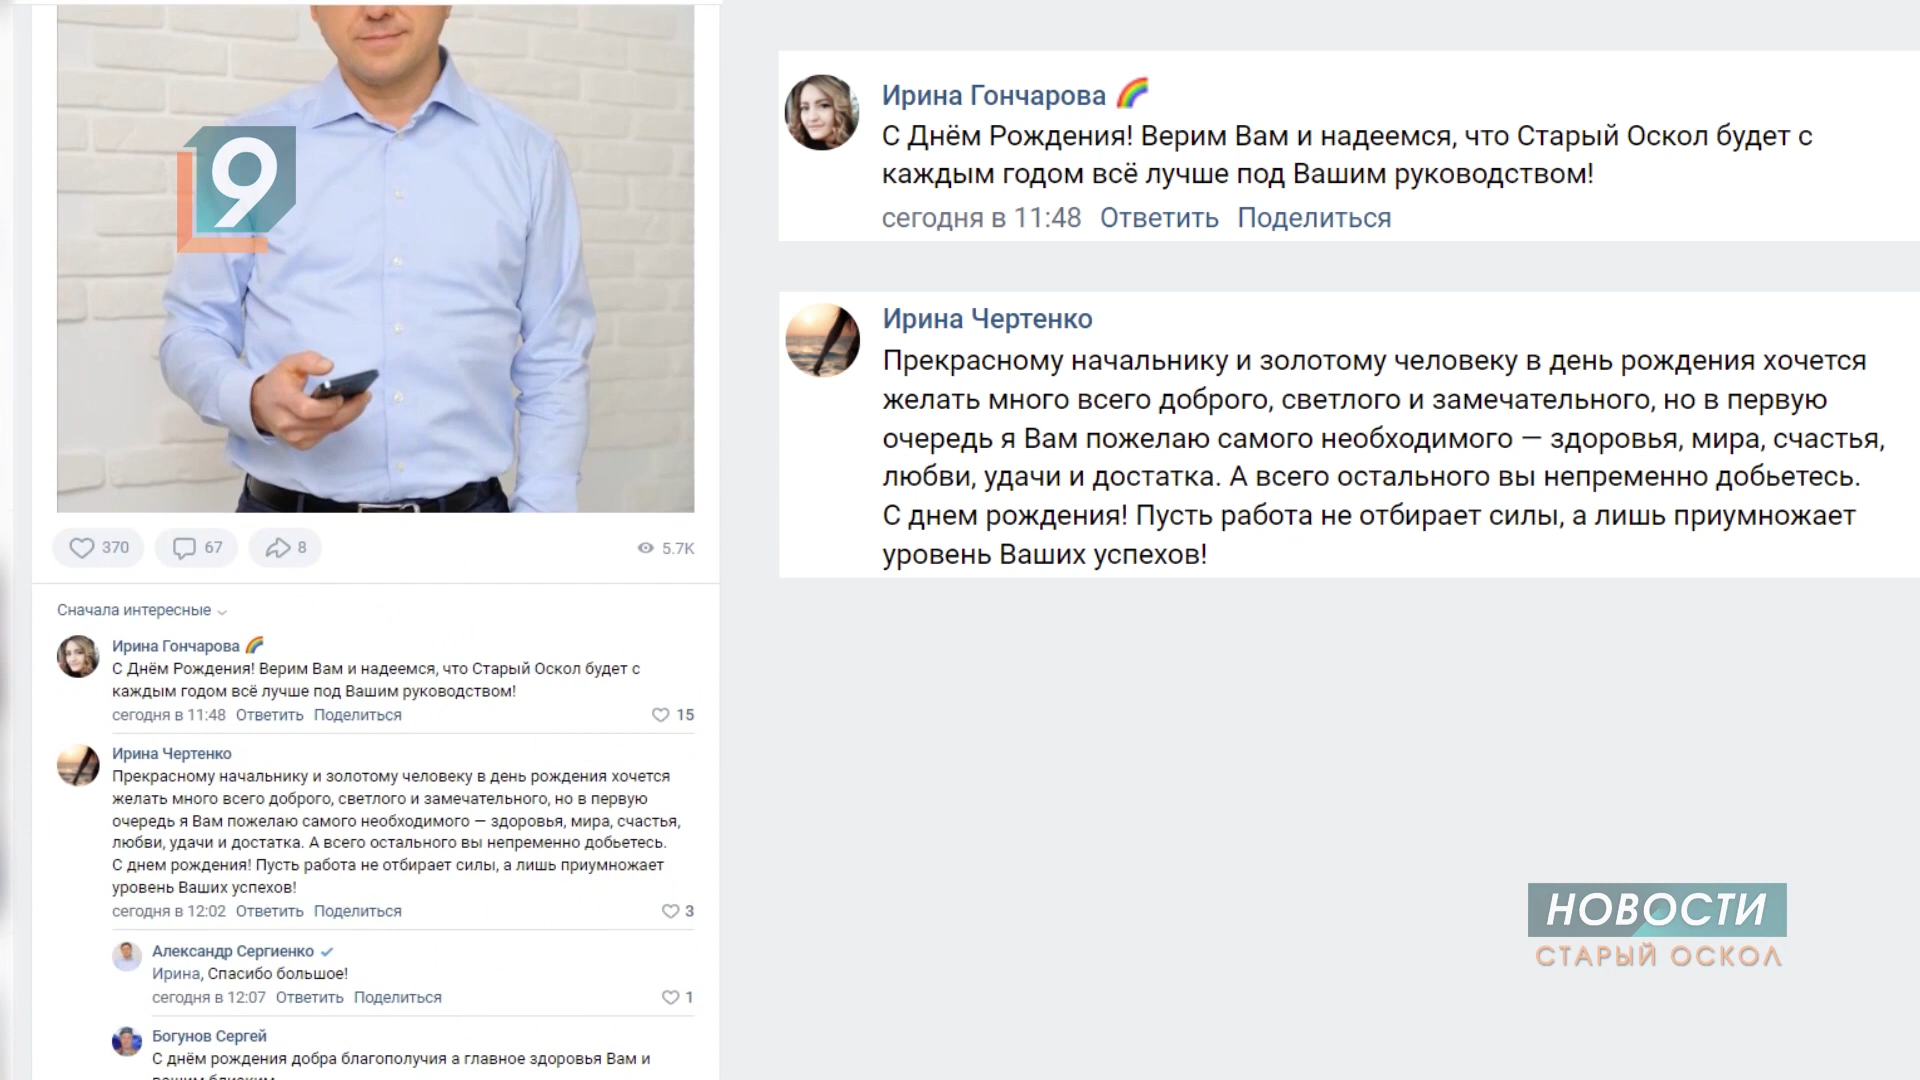 9
370
67
8
5.7K
Сначала интересные
Ирина Гончарова
С Днём Рождения! Верим Вам и надеемся, что Старый Оскол будет с
каждым годом всё лучше под Вашим руководством!
сегодня в 11:48 Ответить Поделиться
15
Ирина Чертенко
Прекрасному начальнику и золотому человеку в день рождения хочется
желать много всего доброго, светлого и замечательного, но в первую
очередь я Вам пожелаю самого необходимого — здоровья, мира, счастья,
любви, удачи и достатка. А всего остального вы непременно добьетесь.
С днем рождения! Пусть работа не отбирает силы, а лишь приумножает
уровень Ваших успехов!
сегодня в 12:02 Ответить Поделиться
3
Александр Сергиенко
Ирина, Спасибо большое!
сегодня в 12:07 Ответить Поделиться
1
Богунов Сергей
С днём рождения добра благополучия а главное здоровья Вам и
вашим близким
Ирина Гончарова
С Днём Рождения! Верим Вам и надеемся, что Старый Оскол будет с
каждым годом всё лучше под Вашим руководством!
сегодня в 11:48 Ответить Поделиться
Ирина Чертенко
Прекрасному начальнику и золотому человеку в день рождения хочется
желать много всего доброго, светлого и замечательного, но в первую
очередь я Вам пожелаю самого необходимого — здоровья, мира, счастья,
любви, удачи и достатка. А всего остального вы непременно добьетесь.
С днем рождения! Пусть работа не отбирает силы, а лишь приумножает
уровень Ваших успехов!
НОВОСТИ
СТАРЫЙ ОСКОЛ